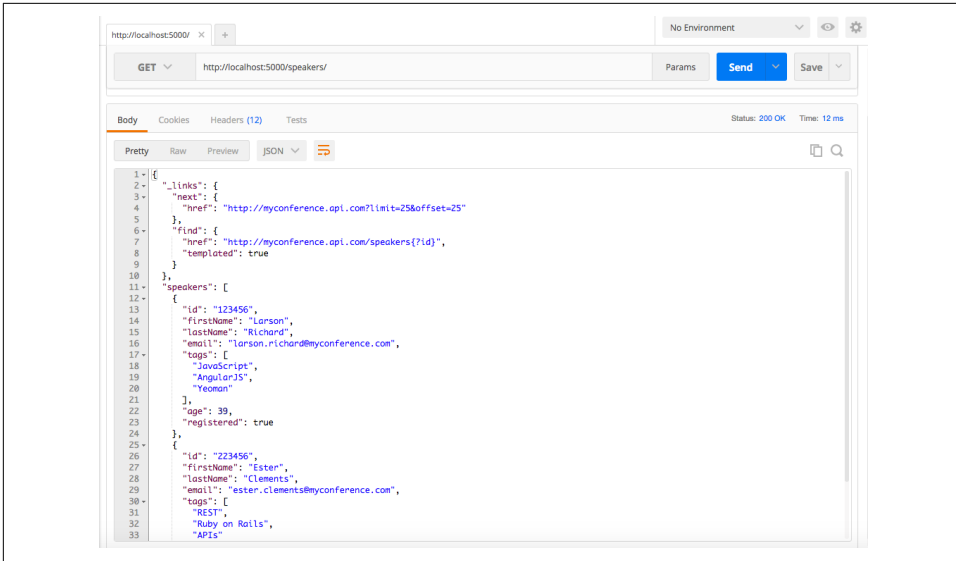 http://localhost:5000/ × +
No Environment
GET
http://localhost:5000/speakers/
Params
Send
Save
Body Cookies Headers (12) Tests
Status: 200 OK Time: 12 ms
Pretty Raw Preview JSON
1 {
2 "_links": {
3 "next": {
4 "href": "http://myconference.api.com?limit=25&offset=25"
5 },
6 "find": {
7 "href": "http://myconference.api.com/speakers{?id}",
8 "templated": true
9 }
10 },
11 "speakers": [
12 {
13 "id": "123456",
14 "firstName": "Larson",
15 "lastName": "Richard",
16 "email": "larson.richard@myconference.com",
17 "tags": [
18 "JavaScript",
19 "AngularJS",
20 "Yeoman"
21 ],
22 "age": 39,
23 "registered": true
24 },
25 {
26 "id": "223456",
27 "firstName": "Ester",
28 "lastName": "Clements",
29 "email": "ester.clements@myconference.com",
30 "tags": [
31 "REST",
32 "Ruby on Rails",
33 "APIs"